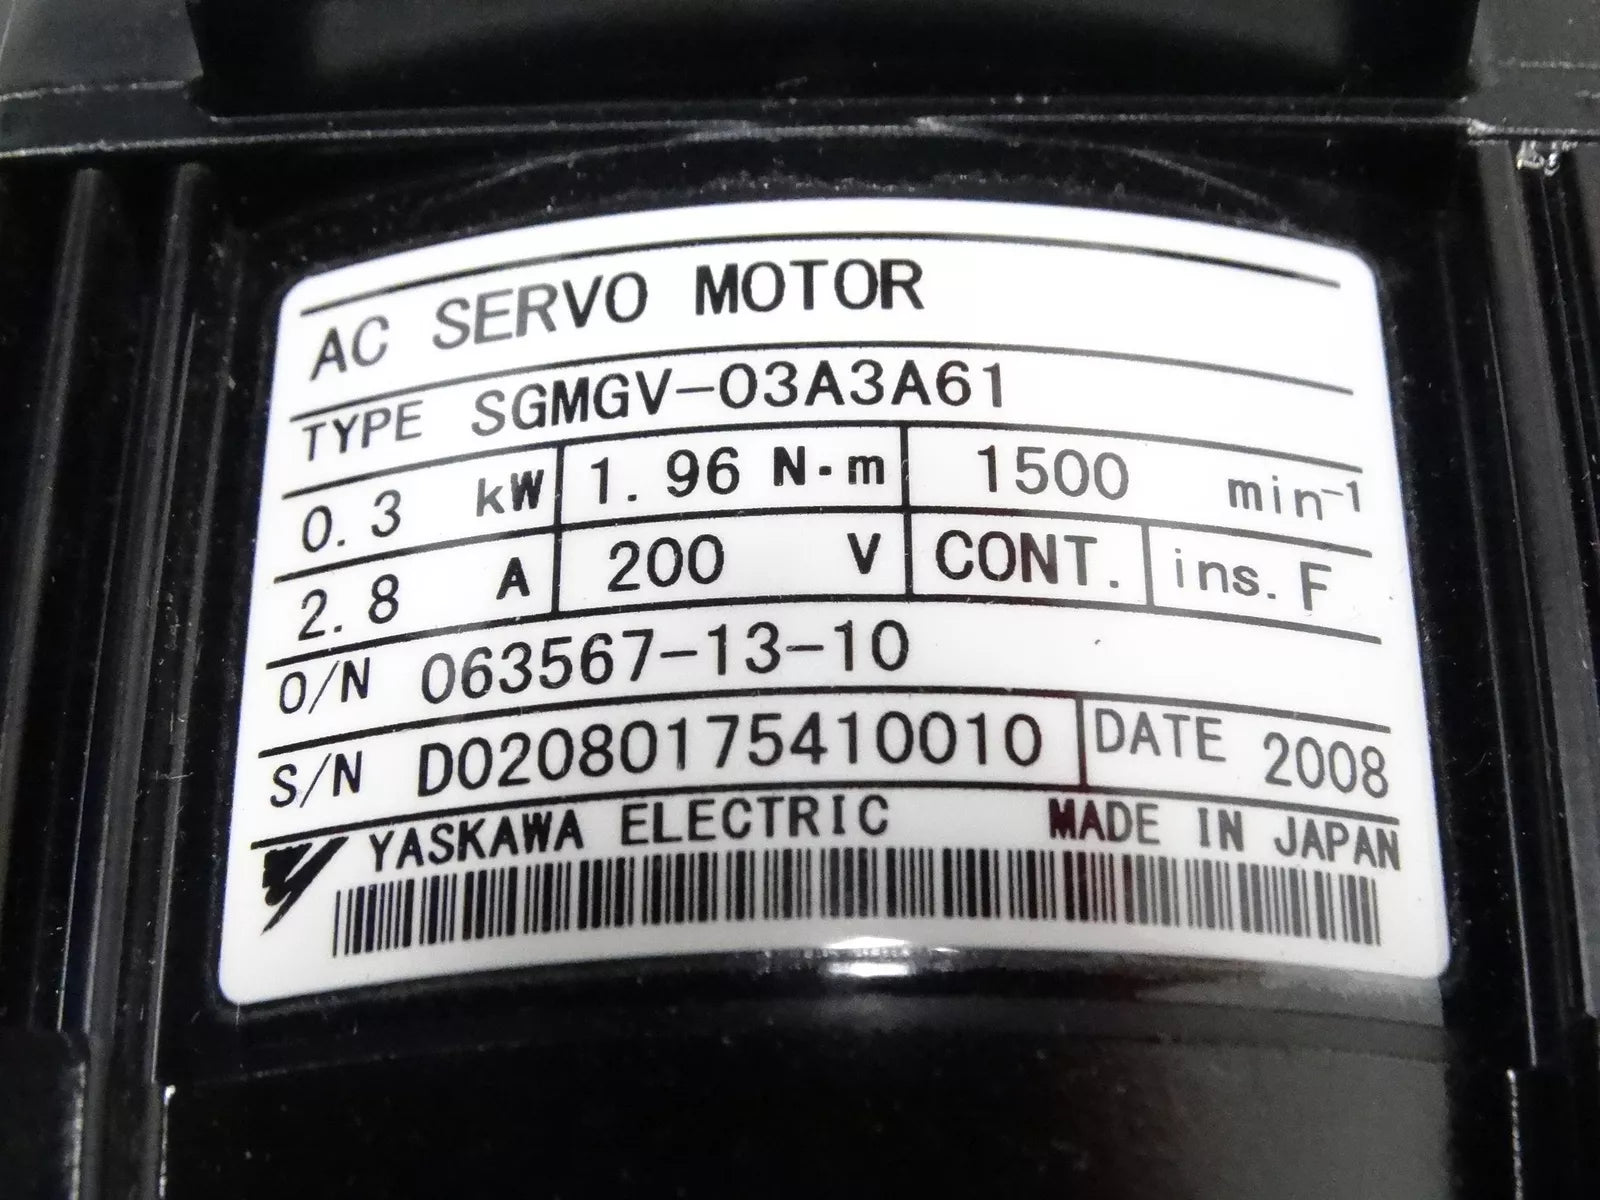 AC SERVO MOTOR
TYPE SGMGV-03A3A61
0.3 kW 1.96 N·m 1500 min⁻¹
2.8 A 200 V CONT. ins. F
O/N 063567-13-10
S/N D020801754100​10 DATE 2008
YASKAWA ELECTRIC MADE IN JAPAN